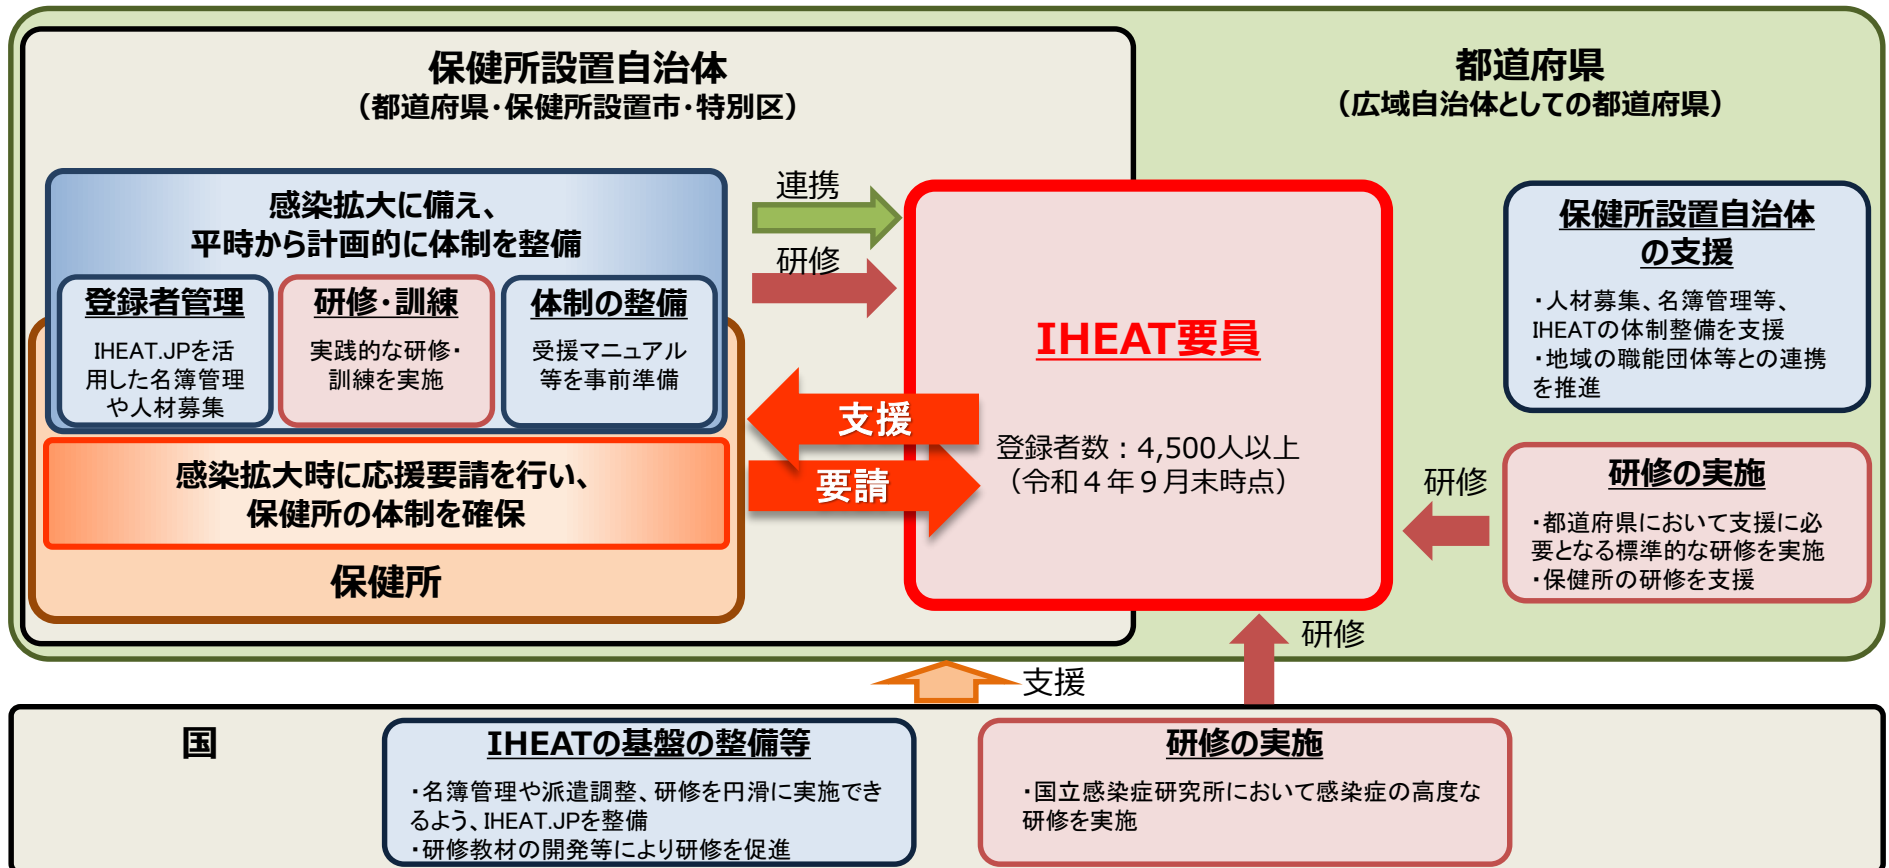 保健所設置自治体
（都道府県・保健所設置市・特別区）
都道府県
（広域自治体としての都道府県）
感染拡大に備え、
平時から計画的に体制を整備
登録者管理
IHEAT.JPを活
用した名簿管理
や人材募集
研修・訓練
実践的な研修・
訓練を実施
体制の整備
受援マニュアル
等を事前準備
感染拡大時に応援要請を行い、
保健所の体制を確保
保健所
連携
研修
支援
要請
IHEAT要員
登録者数：4,500人以上
（令和４年９月末時点）
保健所設置自治体
の支援
・人材募集、名簿管理等、
IHEATの体制整備を支援
・地域の職能団体等との連携
を推進
研修
研修の実施
・都道府県において支援に必
要となる標準的な研修を実施
・保健所の研修を支援
研修
支援
国
IHEATの基盤の整備等
・名簿管理や派遣調整、研修を円滑に実施でき
るよう、IHEAT.JPを整備
・研修教材の開発等により研修を促進
研修の実施
・国立感染症研究所において感染症の高度な
研修を実施